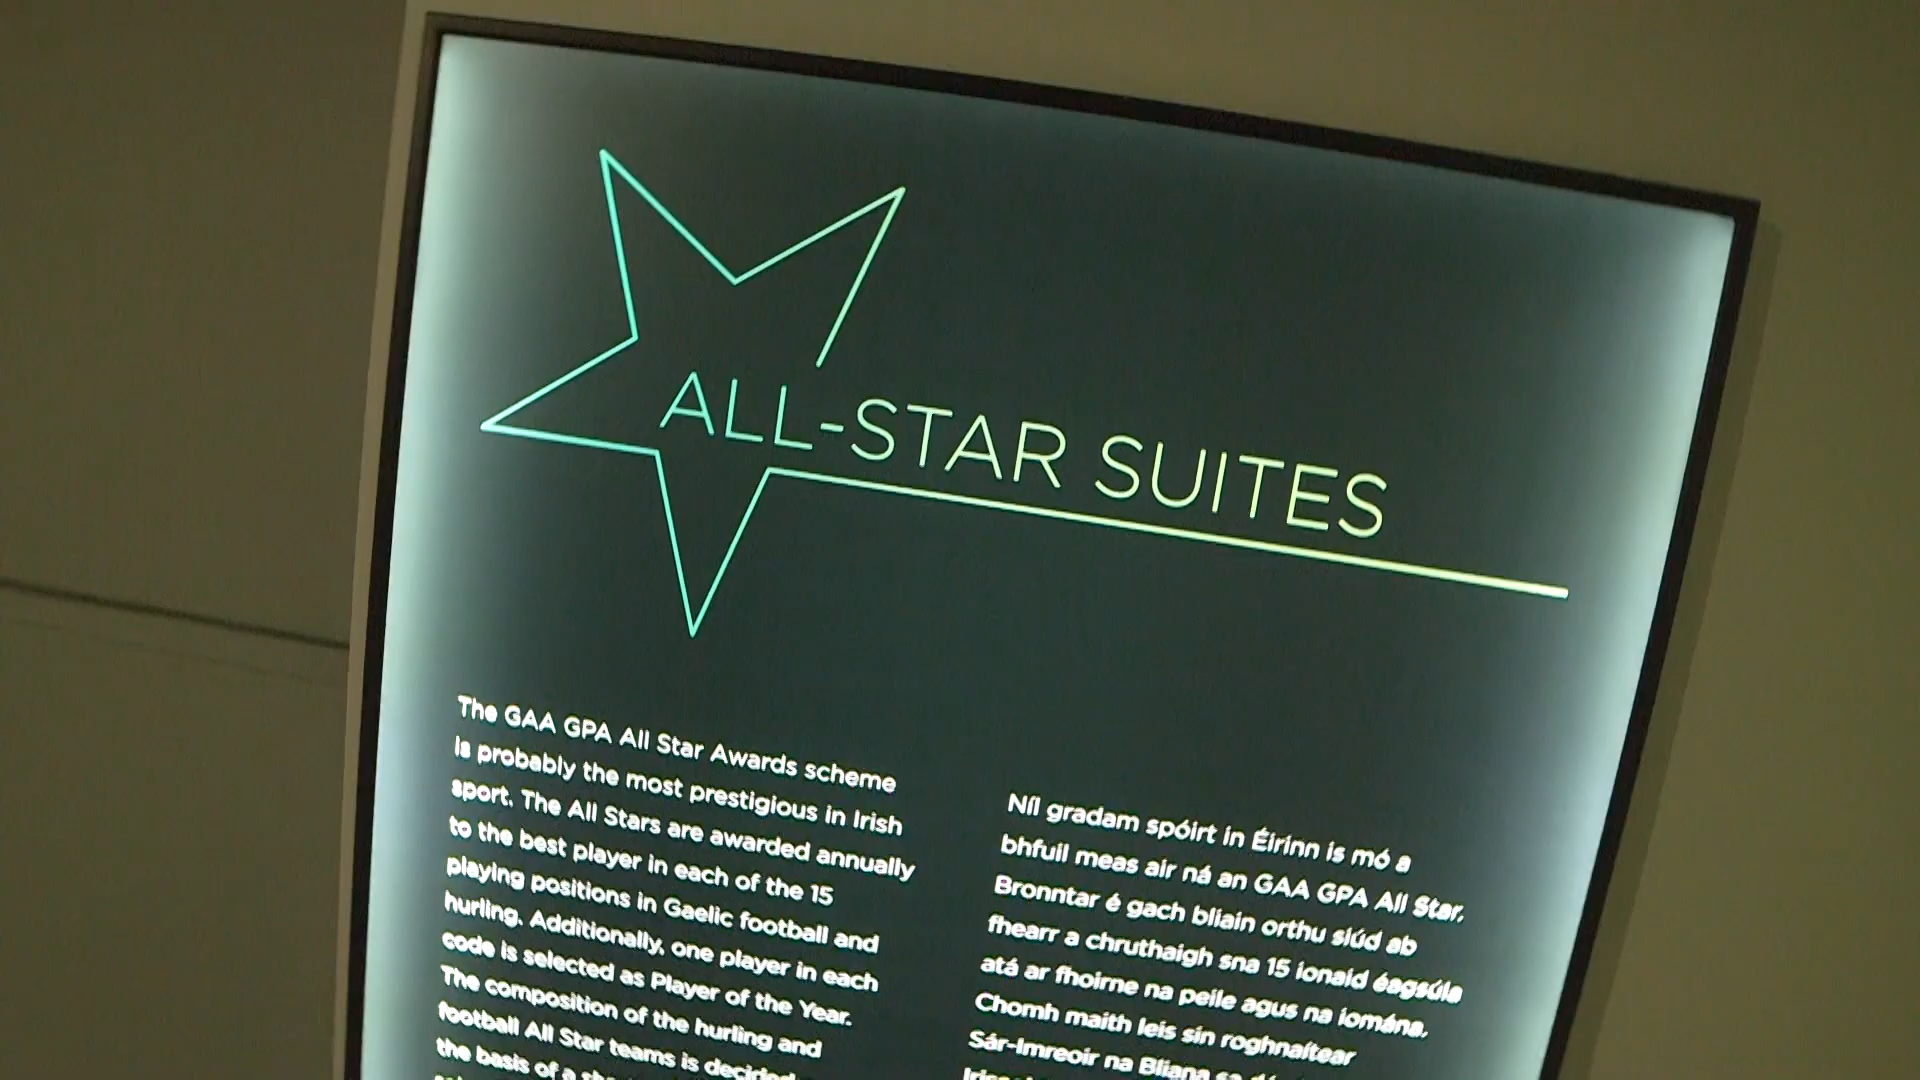 ALL-STAR SUITES
The GAA GPA All Star Awards scheme
is probably the most prestigious in Irish
sport. The All Stars are awarded annually
to the best player in each of the 15
playing positions in Gaelic football and
hurling. Additionally, one player in each
code is selected as Player of the Year.
The composition of the hurling and
football All Star teams is decided
the basis of a
Níl gradam spóirt in Éirinn is mó a
bhfuil meas air ná an GAA GPA All Star.
Bronntar é gach bliain orthu siúd ab
fhearr a chruthaigh sna 15 ionaid éagsúla
atá ar fhoirne na peile agus na iomána.
Chomh maith leis sin roghnaítear
Sár-Imreoir na Bliana sa